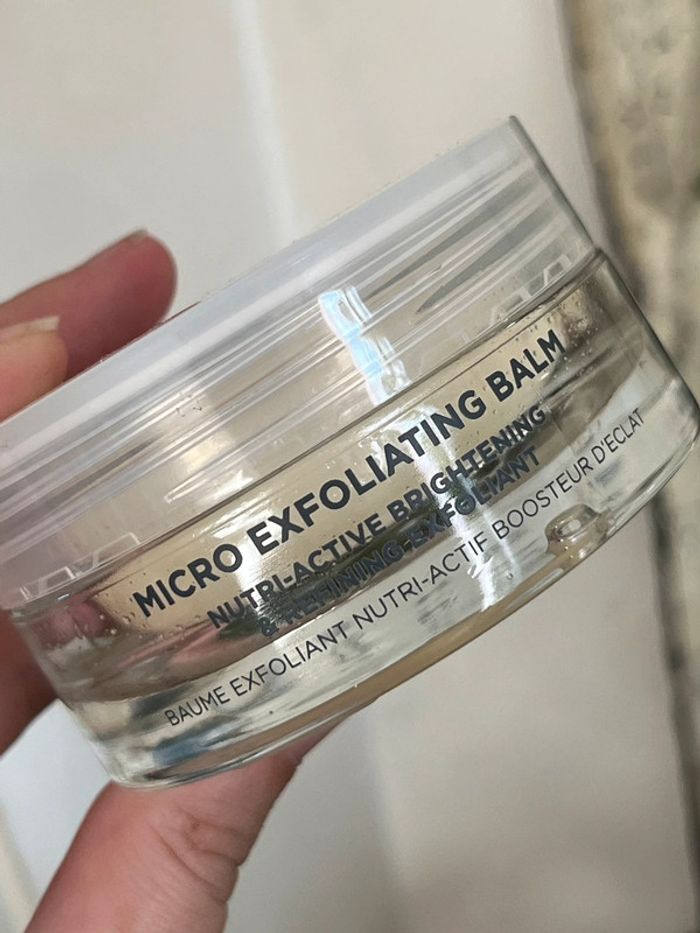 MICRO EXFOLIATING BALM
NUTRI-ACTIVE BRIGHTENING
& REFINING EXFOLIANT
BAUME EXFOLIANT NUTRI-ACTIF BOOSTEUR D'ECLAT